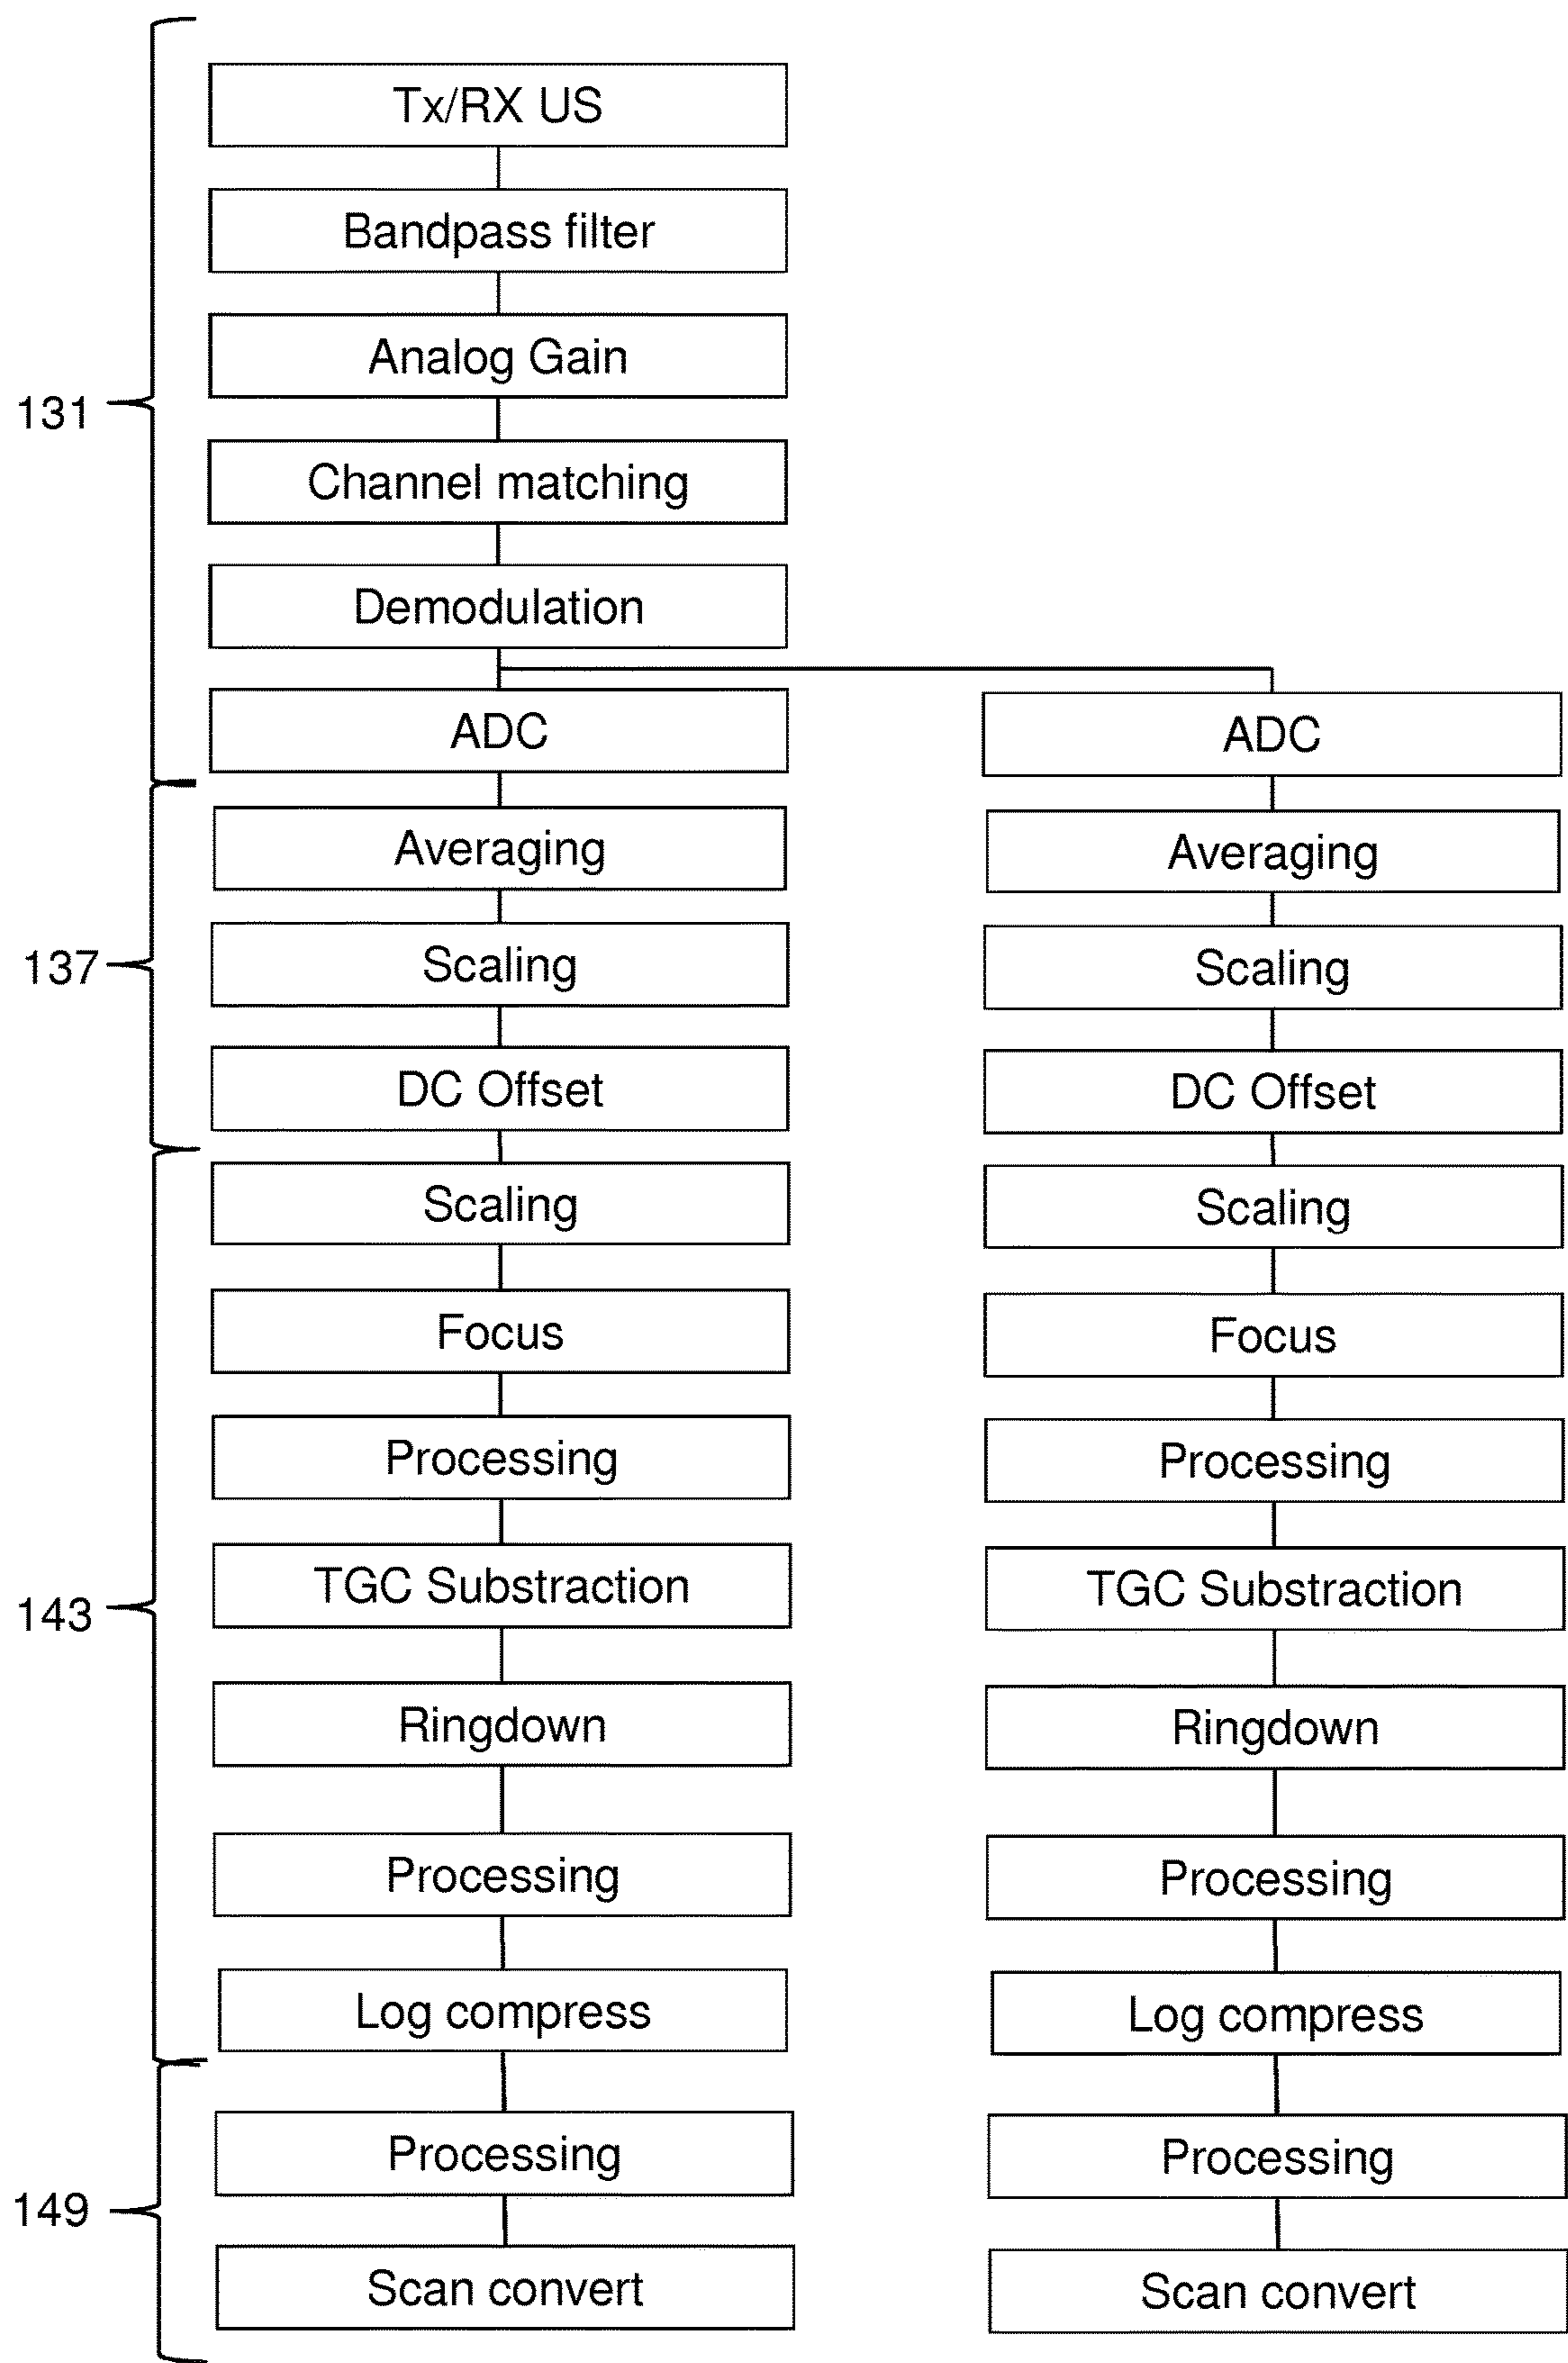 Tx/RX US
Bandpass filter
Analog Gain
131
Channel matching
Demodulation
ADC
ADC
Averaging
Averaging
137
Scaling
Scaling
DC Offset
DC Offset
Scaling
Scaling
Focus
Focus
Processing
Processing
143
TGC Substraction
TGC Substraction
Ringdown
Ringdown
Processing
Processing
Log compress
Log compress
Processing
Processing
149
Scan convert
Scan convert